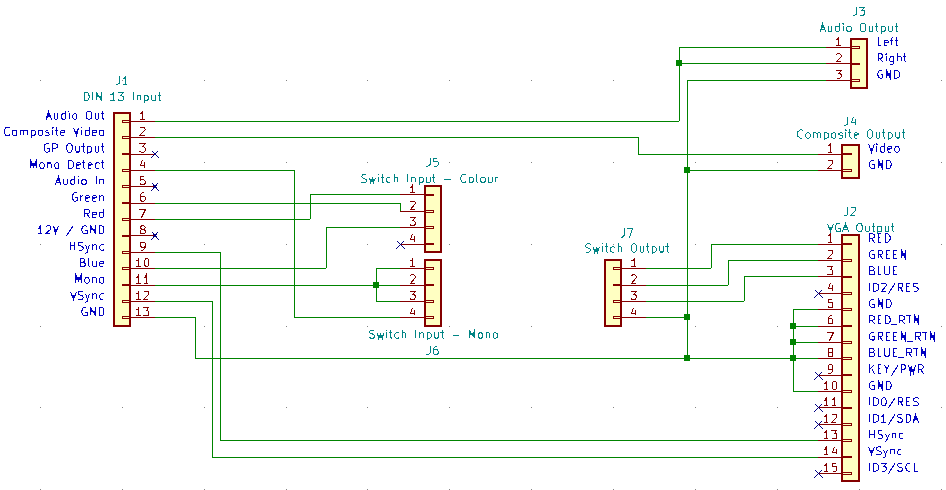 J3
Audio Output
1 Left
2 Right
3 GND
J1
DIN 13 Input
Audio Out 1
Composite Video 2
GP Output 3
Mono Detect 4
Audio In 5
Green 6
Red 7
12V / GND 8
HSync 9
Blue 10
Mono 11
VSync 12
GND 13
J4
Composite Output
1 Video
2 GND
J5
Switch Input - Colour
1
2
3
4
1
2
3
4
Switch Input - Mono
J6
J7
Switch Output
1
2
3
4
J2
VGA Output
1 RED
2 GREEN
3 BLUE
4 ID2/RES
5 GND
6 RED_RTN
7 GREEN_RTN
8 BLUE_RTN
9 KEY/PWR
10 GND
11 ID0/RES
12 ID1/SDA
13 HSync
14 VSync
15 ID3/SCL